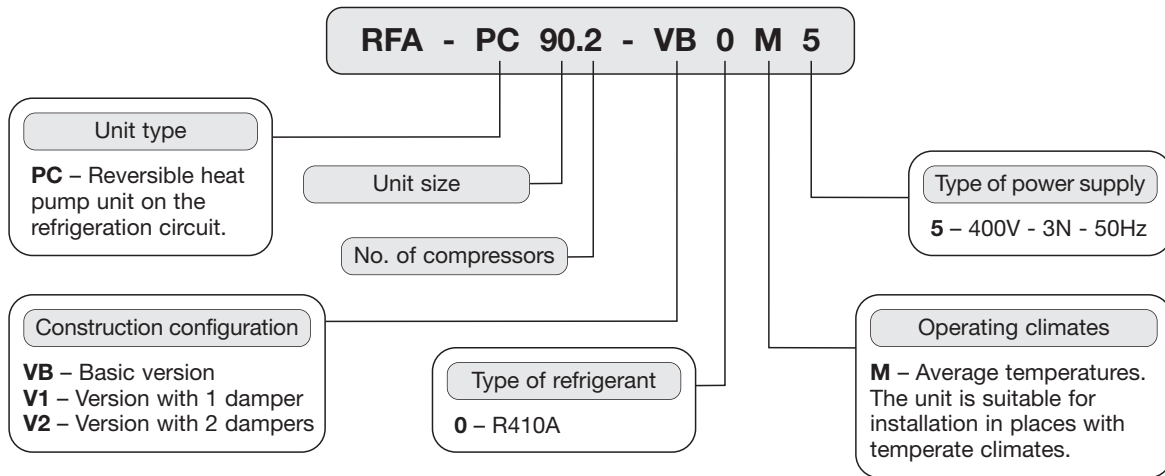 RFA - PC 90.2 - VB 0 M 5
Unit type
PC – Reversible heat
pump unit on the
refrigeration circuit.
Unit size
No. of compressors
Type of power supply
5 – 400V - 3N - 50Hz
Construction configuration
VB – Basic version
V1 – Version with 1 damper
V2 – Version with 2 dampers
Type of refrigerant
0 – R410A
Operating climates
M – Average temperatures.
The unit is suitable for
installation in places with
temperate climates.